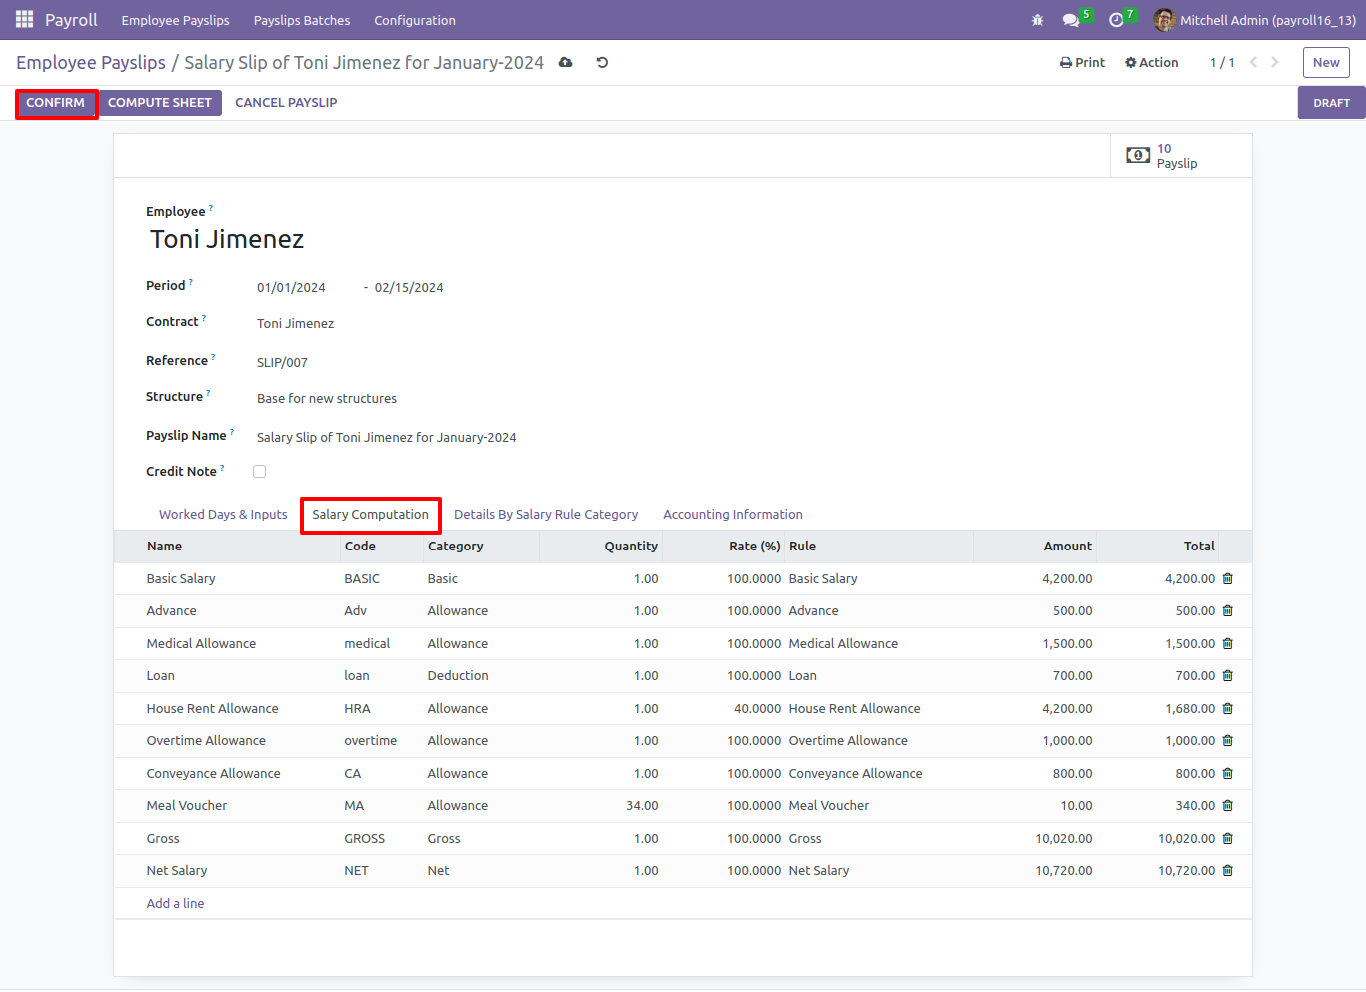 Payroll Employee Payslips Payslips Batches Configuration 5 7 Mitchell Admin (payroll16_13)
Employee Payslips / Salary Slip of Toni Jimenez for January-2024 Print Action 1 / 1 New
CONFIRM COMPUTE SHEET CANCEL PAYSLIP DRAFT
10
Payslip
Employee ?
Toni Jimenez
Period ? 01/01/2024 - 02/15/2024
Contract ? Toni Jimenez
Reference ? SLIP/007
Structure ? Base for new structures
Payslip Name ? Salary Slip of Toni Jimenez for January-2024
Credit Note ?
Worked Days & Inputs Salary Computation Details By Salary Rule Category Accounting Information
Name Code Category Quantity Rate (%) Rule Amount Total
Basic Salary BASIC Basic 1.00 100.0000 Basic Salary 4,200.00 4,200.00
Advance Adv Allowance 1.00 100.0000 Advance 500.00 500.00
Medical Allowance medical Allowance 1.00 100.0000 Medical Allowance 1,500.00 1,500.00
Loan loan Deduction 1.00 100.0000 Loan 700.00 700.00
House Rent Allowance HRA Allowance 1.00 40.0000 House Rent Allowance 4,200.00 1,680.00
Overtime Allowance overtime Allowance 1.00 100.0000 Overtime Allowance 1,000.00 1,000.00
Conveyance Allowance CA Allowance 1.00 100.0000 Conveyance Allowance 800.00 800.00
Meal Voucher MA Allowance 34.00 100.0000 Meal Voucher 10.00 340.00
Gross GROSS Gross 1.00 100.0000 Gross 10,020.00 10,020.00
Net Salary NET Net 1.00 100.0000 Net Salary 10,720.00 10,720.00
Add a line